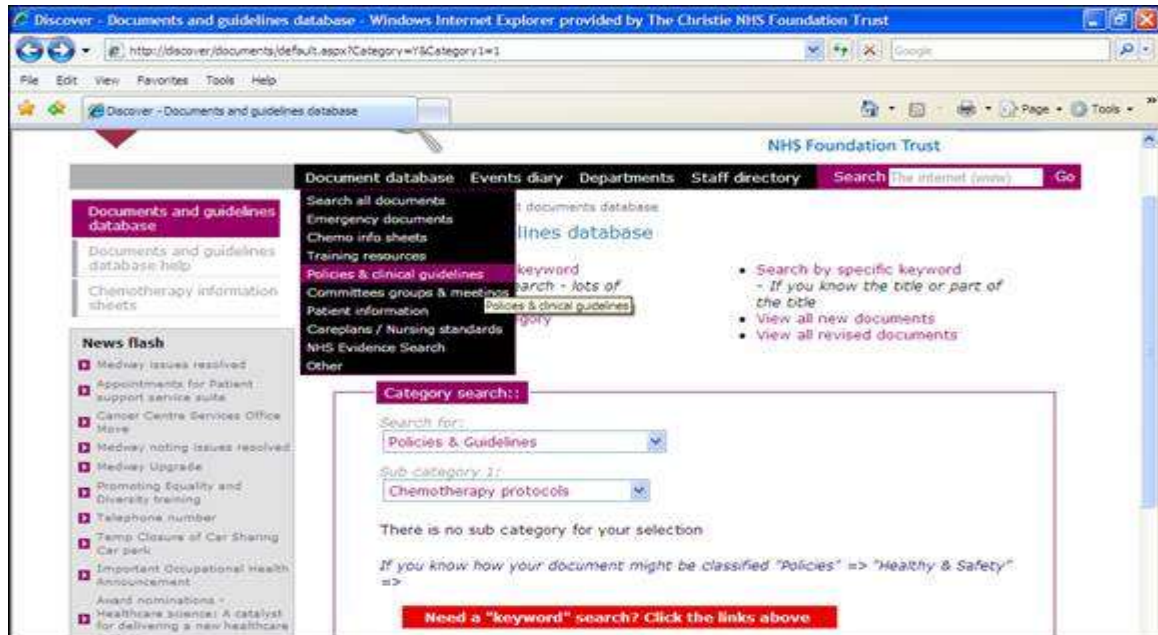 Discover - Documents and guidelines database - Windows Internet Explorer provided by The Christie NHS Foundation Trust
http://discover/documents/default.aspx?Category=Y&Category1=1
Google
File Edit View Favorites Tools Help
Discover - Documents and guidelines database
Page Tools
NHS Foundation Trust
Document database Events diary Departments Staff directory Search The internet (www) Go
Documents and guidelines
database
Documents and guidelines
database help
Chemotherapy information
sheets
Search all documents
Emergency documents
Chemo info sheets
Training resources
Policies & clinical guidelines
Committees groups & meetings
Patient information
Careplans / Nursing standards
NHS Evidence Search
Other
Policies & clinical guidelines
documents database
lines database
keyword
earch - lots of
gory
Search by specific keyword
- If you know the title or part of
the title
View all new documents
View all revised documents
News flash
Medway issues resolved
Appointments for Patient
support service suite
Cancer Centre Services Office
Move
Medway noting issues resolved
Medway Upgrade
Promoting Equality and
Diversity training
Telephone number
Temp Closure of Car Sharing
Car park
Important Occupational Health
Announcement
Award nominations -
Healthcare science: A catalyst
for delivering a new healthcare
Category search::
Search for:
Policies & Guidelines
Sub category 1:
Chemotherapy protocols
There is no sub category for your selection
If you know how your document might be classified "Policies" => "Healthy & Safety"
=>
Need a "keyword" search? Click the links above